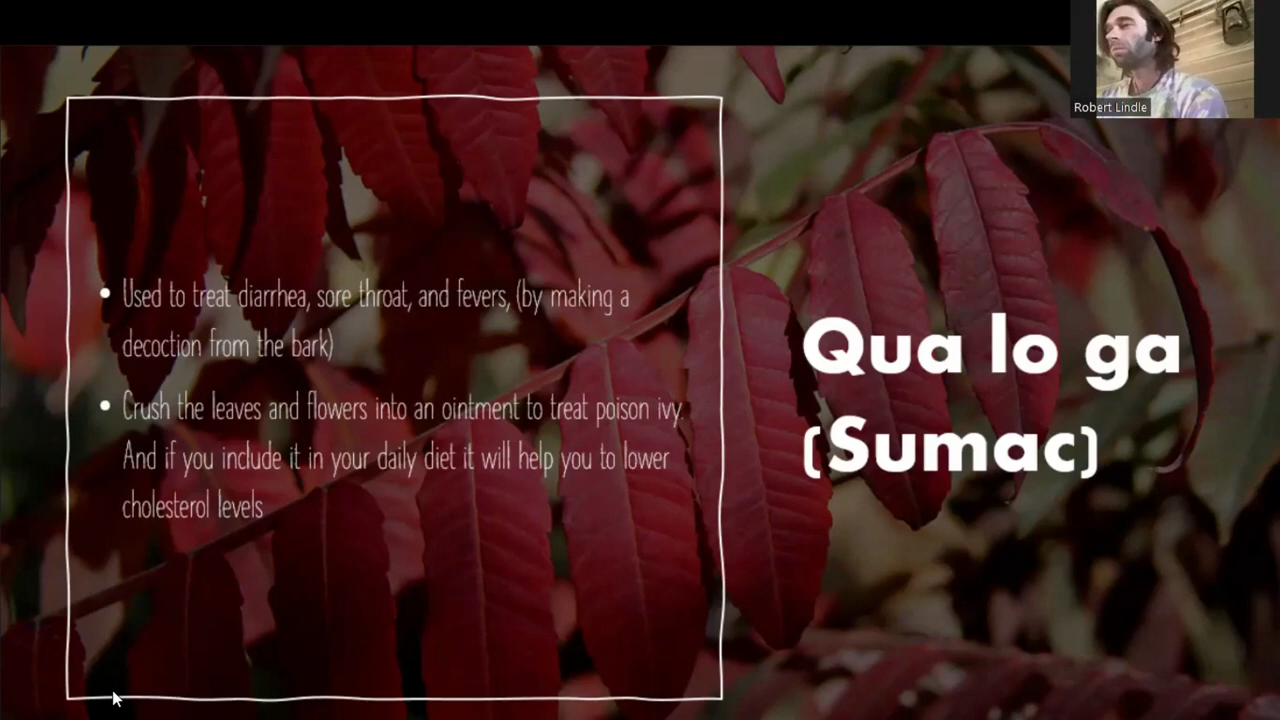 Robert Lindle
• Used to treat diarrhea, sore throat, and fevers, (by making a
decoction from the bark)
• Crush the leaves and flowers into an ointment to treat poison ivy.
And if you include it in your daily diet it will help you to lower
cholesterol levels
Qua lo ga
(Sumac)